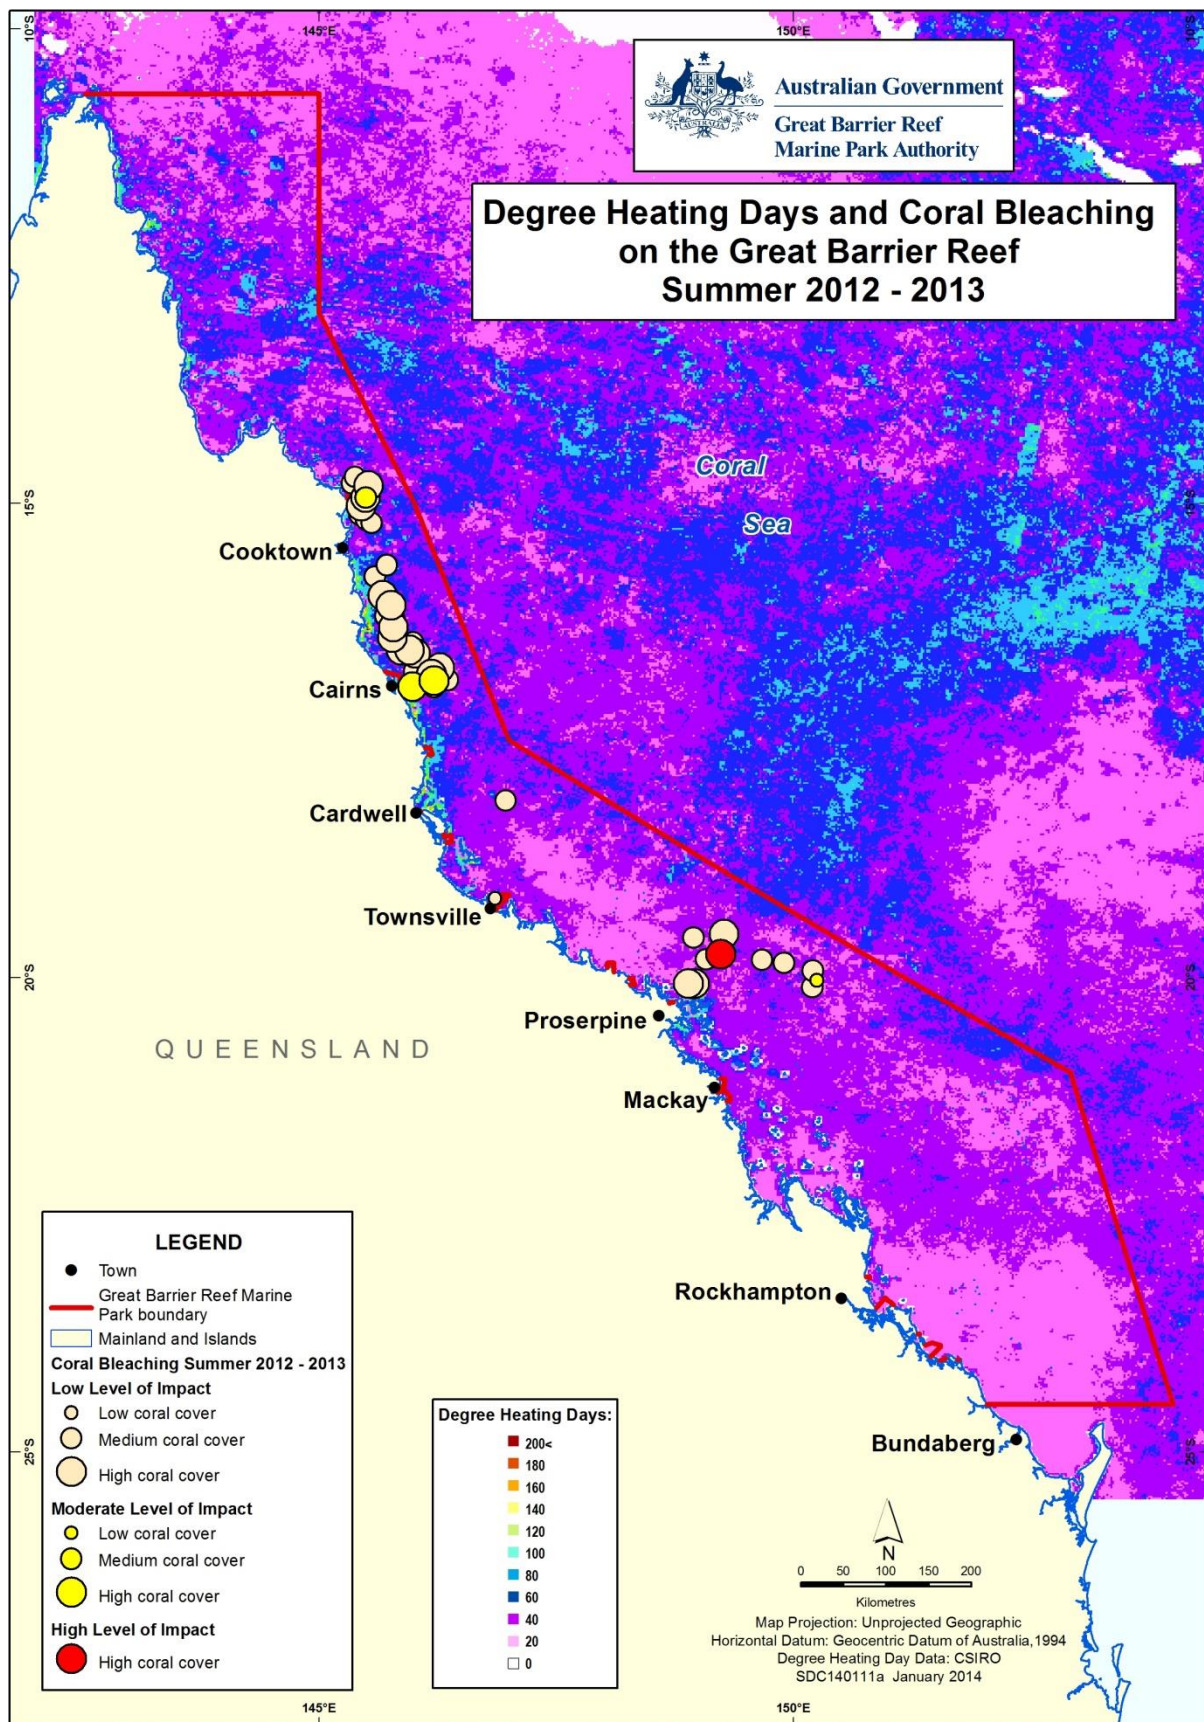 10°S
145°E
150°E
10°S
AUSTRALIA
Australian Government
Great Barrier Reef
Marine Park Authority
Degree Heating Days and Coral Bleaching
on the Great Barrier Reef
Summer 2012 - 2013
Coral
Sea
15°S
15°S
Cooktown
Cairns
Cardwell
Townsville
20°S
20°S
Proserpine
QUEENSLAND
Mackay
Rockhampton
Bundaberg
25°S
25°S
LEGEND
Town
Great Barrier Reef Marine
Park boundary
Mainland and Islands
Coral Bleaching Summer 2012 - 2013
Low Level of Impact
Low coral cover
Medium coral cover
High coral cover
Moderate Level of Impact
Low coral cover
Medium coral cover
High coral cover
High Level of Impact
High coral cover
Degree Heating Days:
200<
180
160
140
120
100
80
60
40
20
0
N
0 50 100 150 200
Kilometres
Map Projection: Unprojected Geographic
Horizontal Datum: Geocentric Datum of Australia,1994
Degree Heating Day Data: CSIRO
SDC140111a January 2014
145°E
150°E